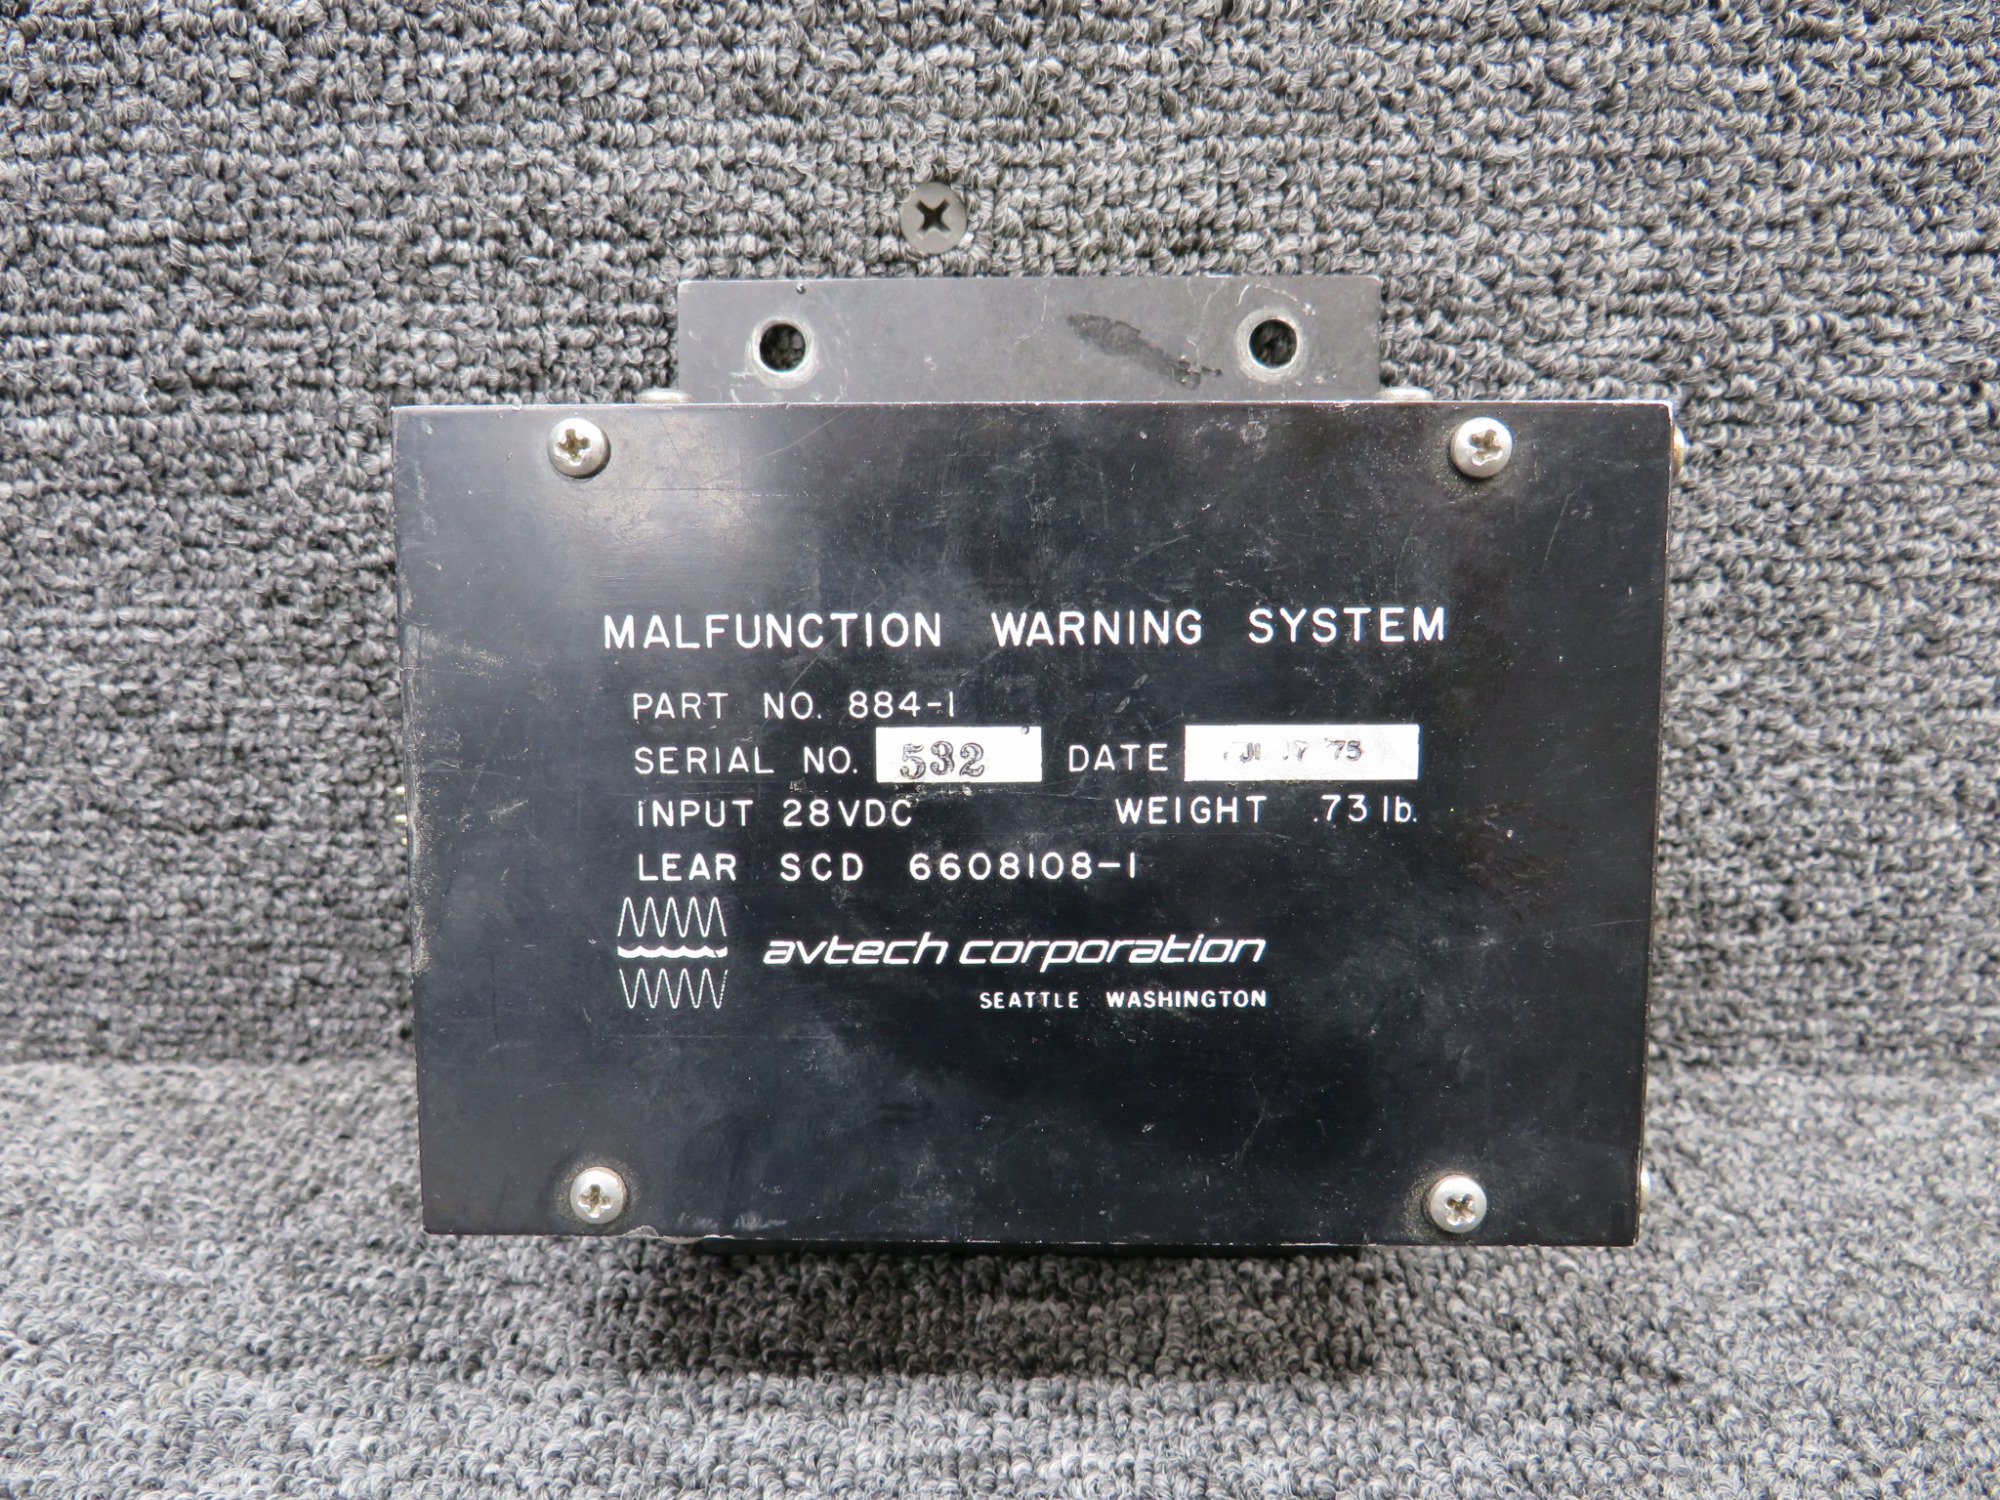 MALFUNCTION WARNING SYSTEM
PART NO. 884-1
SERIAL NO. 532 DATE 75
INPUT 28VDC WEIGHT .73 lb.
LEAR SCD 6608108-1
avtech corporation
SEATTLE WASHINGTON